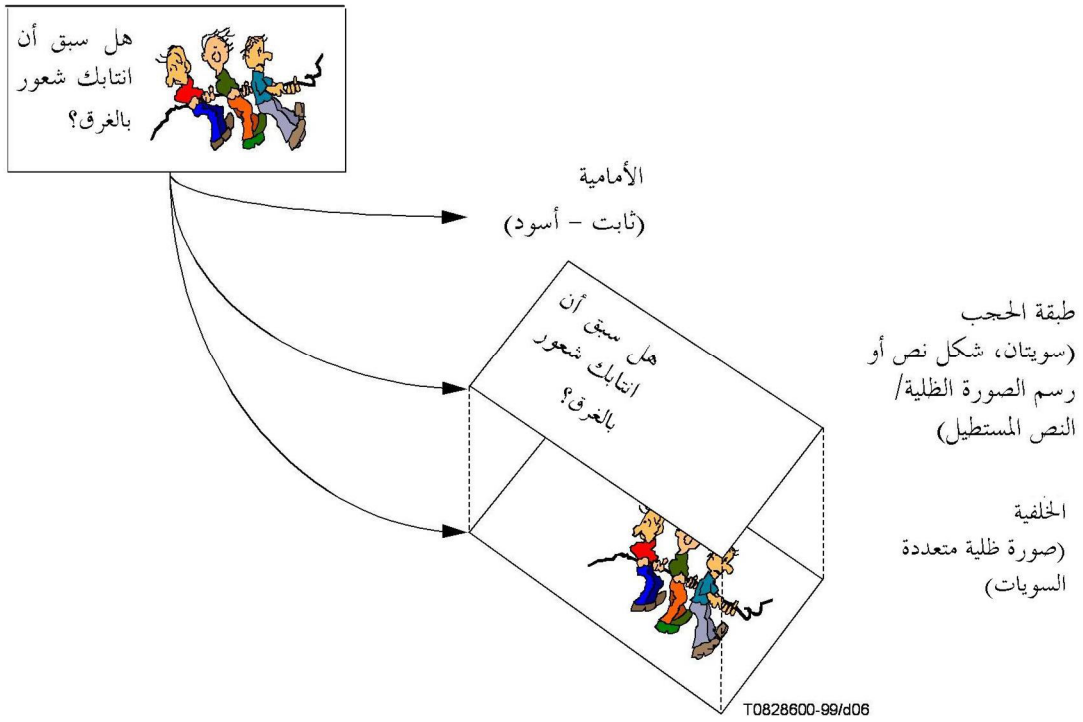 هل سبق أن
انتابك شعور
بالغرق؟
الأمامية
(ثابت – أسود)
هل سبق أن
انتابك شعور
بالغرق؟
طبقة الحجب
(سويتان، شكل نص أو
رسم الصورة الظلية/
النص المستطيل)
الخلفية
(صورة ظلية متعددة
السويات)
T0828600-99/d06